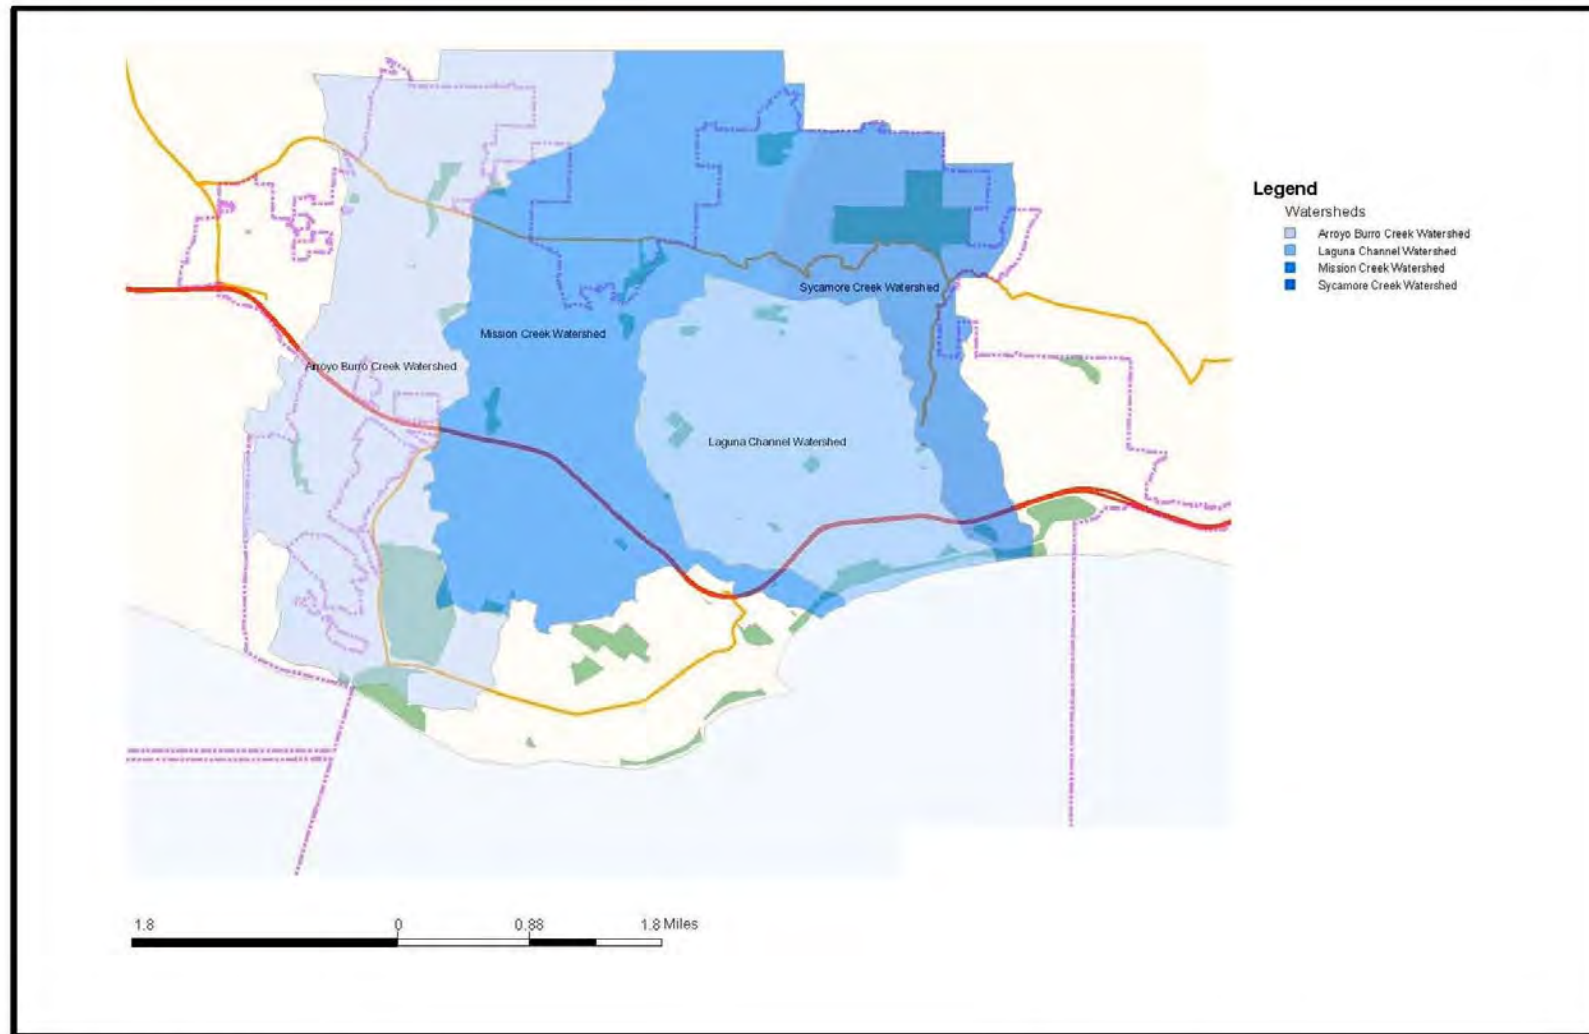 Legend
Watersheds
Arroyo Burro Creek Watershed
Laguna Channel Watershed
Mission Creek Watershed
Sycamore Creek Watershed
Sycamore Creek Watershed
Mission Creek Watershed
Arroyo Burro Creek Watershed
Laguna Channel Watershed
1.8 0 0.88 1.8 Miles